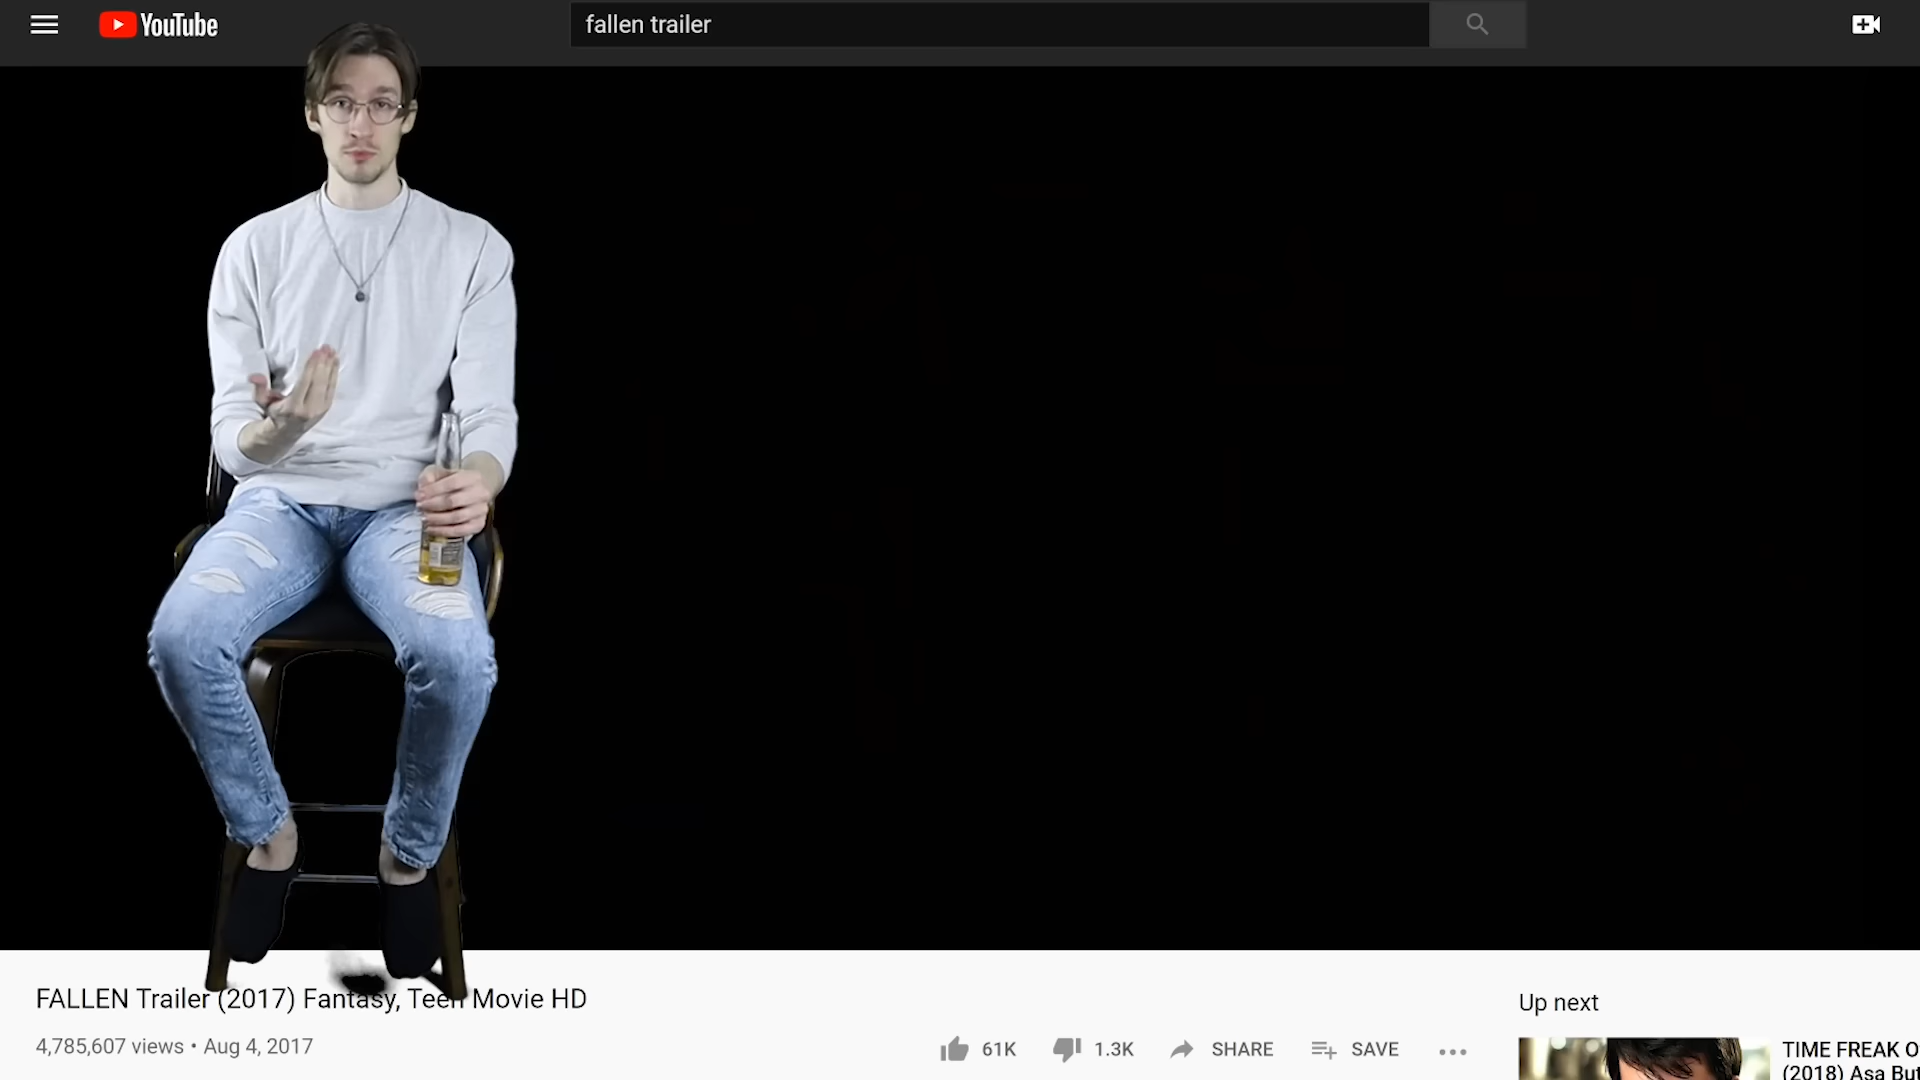 YouTube
fallen trailer
FALLEN Trailer (2017) Fantasy, Teen Movie HD
4,785,607 views • Aug 4, 2017
61K
1.3K
SHARE
SAVE
Up next
TIME FREAK O
(2018) Asa But